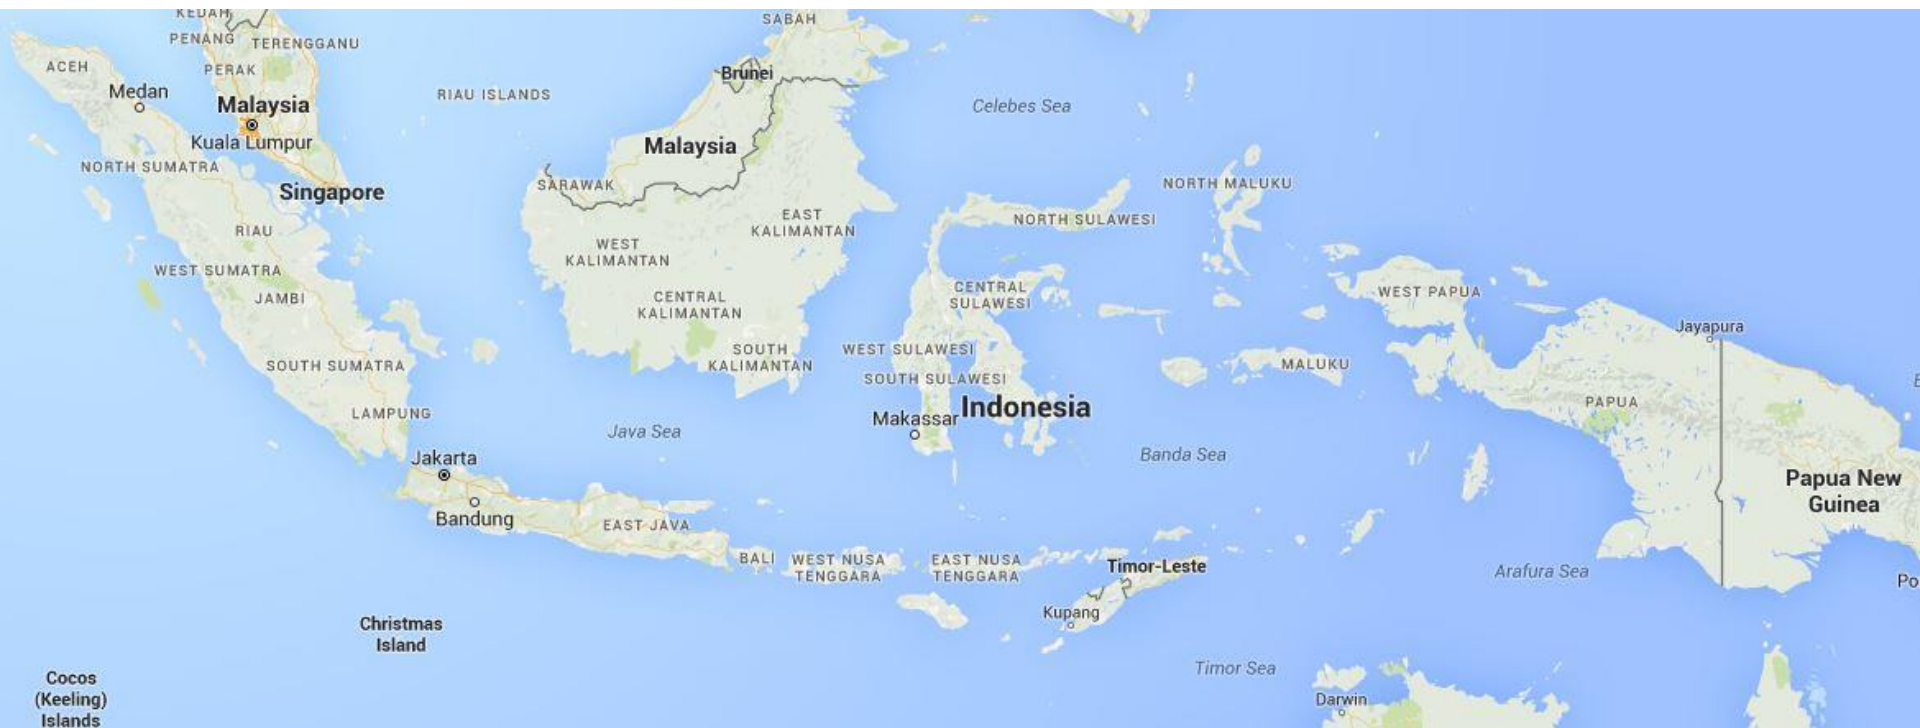 KEDAH
SABAH
PENANG
TERENGGANU
ACEH
PERAK
Brunei
Medan
RIAU ISLANDS
Malaysia
Celebes Sea
Kuala Lumpur
Malaysia
NORTH SUMATRA
SARAWAK
NORTH MALUKU
Singapore
EAST
KALIMANTAN
NORTH SULAWESI
RIAU
WEST
KALIMANTAN
WEST SUMATRA
CENTRAL
SULAWESI
WEST PAPUA
JAMBI
CENTRAL
KALIMANTAN
Jayapura
SOUTH
KALIMANTAN
WEST SULAWESI
SOUTH SUMATRA
MALUKU
SOUTH SULAWESI
LAMPUNG
Makassar
Indonesia
PAPUA
Java Sea
Banda Sea
Jakarta
Papua New
Guinea
Bandung
EAST JAVA
BALI
WEST NUSA
TENGGARA
EAST NUSA
TENGGARA
Timor-Leste
Arafura Sea
Po
Kupang
Christmas
Island
Timor Sea
Cocos
(Keeling)
Islands
Darwin